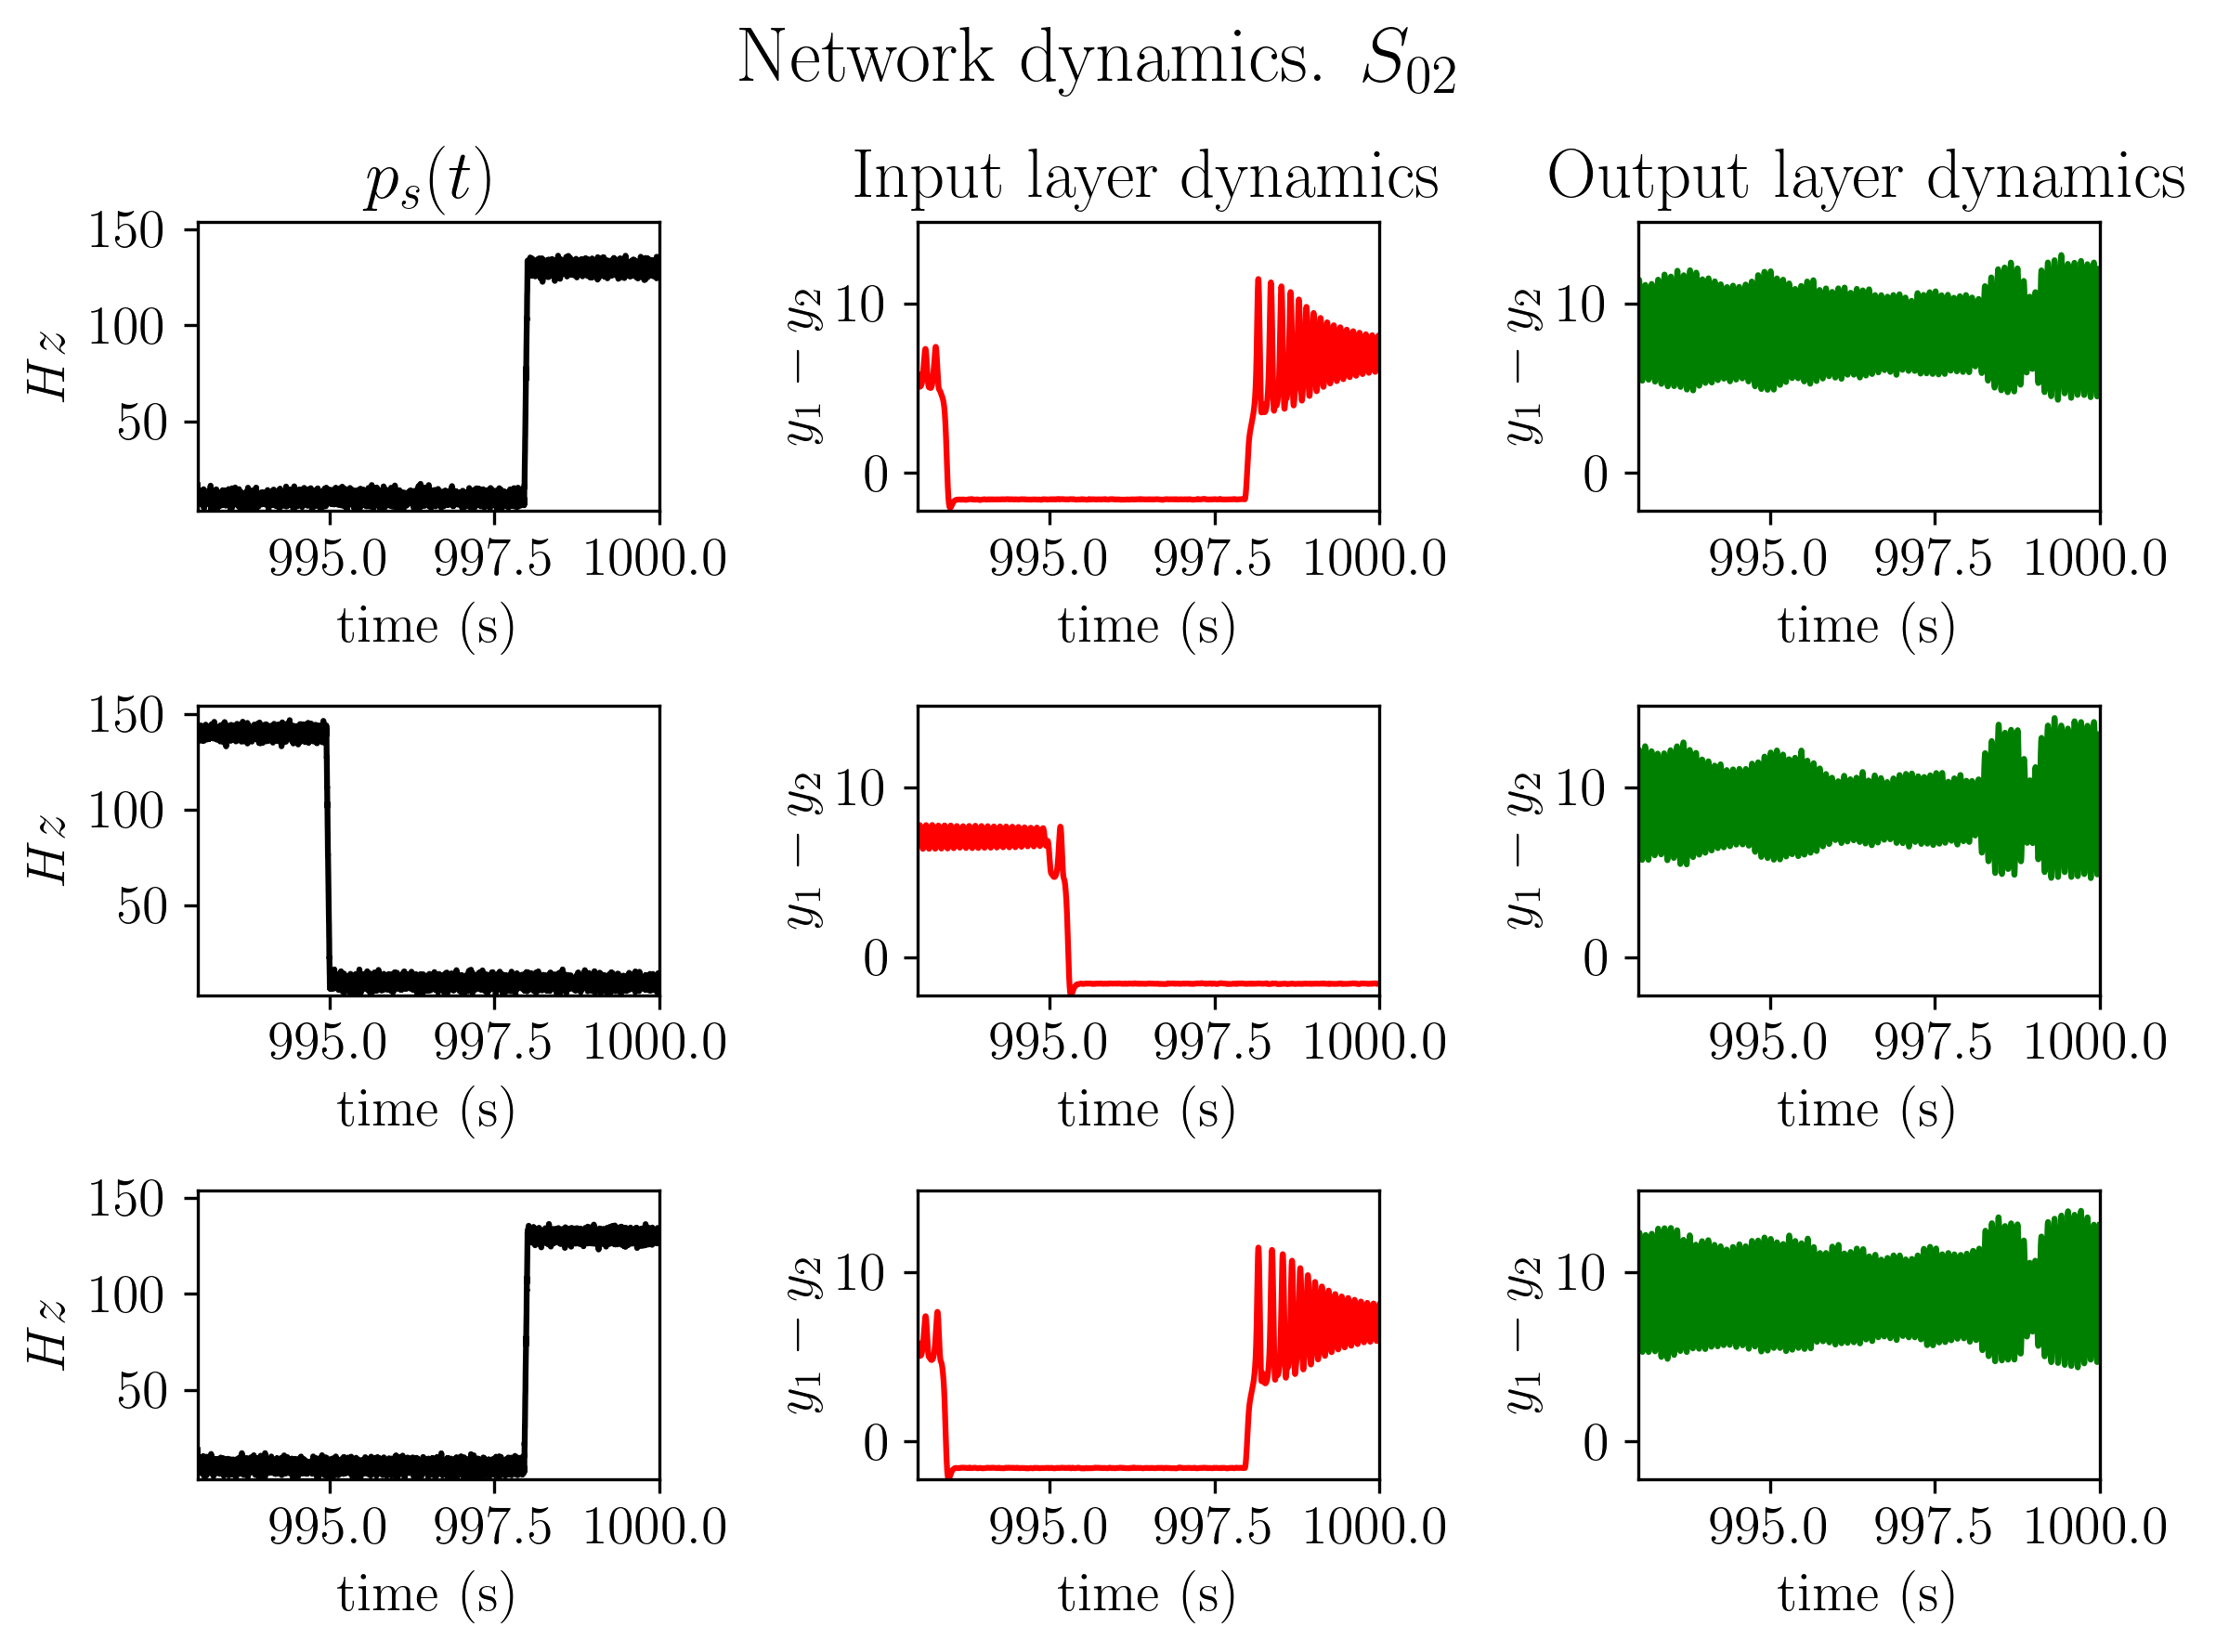 Network dynamics. S02
ps(t)
Input layer dynamics
Output layer dynamics
150
100
50
Hz
995.0 997.5 1000.0
time (s)
10
0
y1 − y2
995.0 997.5 1000.0
time (s)
10
0
y1 − y2
995.0 997.5 1000.0
time (s)
150
100
50
Hz
995.0 997.5 1000.0
time (s)
10
0
y1 − y2
995.0 997.5 1000.0
time (s)
10
0
y1 − y2
995.0 997.5 1000.0
time (s)
150
100
50
Hz
995.0 997.5 1000.0
time (s)
10
0
y1 − y2
995.0 997.5 1000.0
time (s)
10
0
y1 − y2
995.0 997.5 1000.0
time (s)